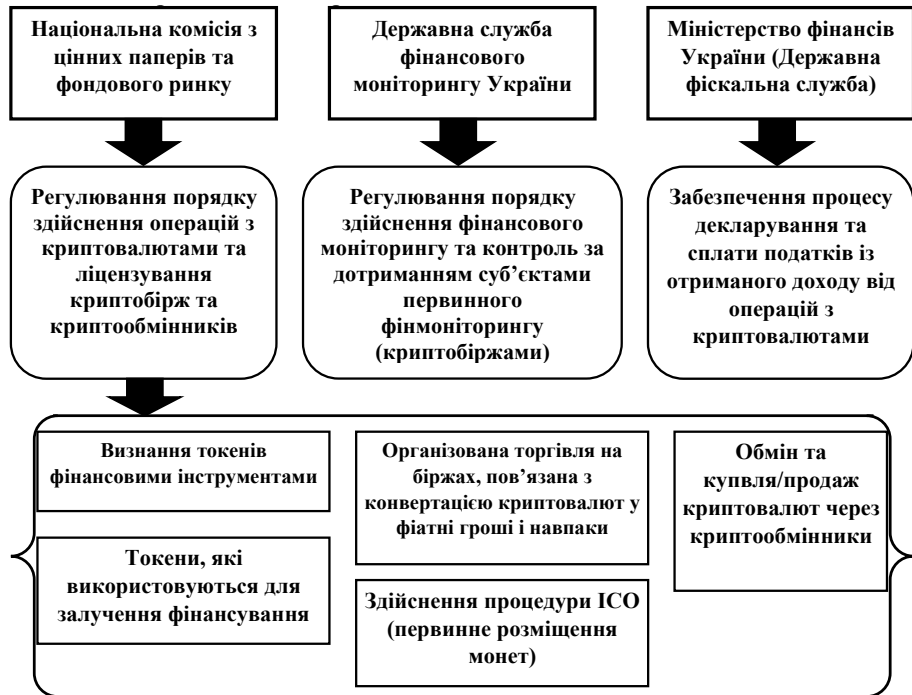 Національна комісія з
цінних паперів та
фондового ринку
Державна служба
фінансового
моніторингу України
Міністерство фінансів
України (Державна
фіскальна служба)
Регулювання порядку
здійснення операцій з
криптовалютами та
ліцензування
криптобірж та
криптообмінників
Регулювання порядку
здійснення фінансового
моніторингу та контроль за
дотриманням суб’єктами
первинного
фінмоніторингу
(криптобіржами)
Забезпечення процесу
декларування та
сплати податків із
отриманого доходу від
операцій з
криптовалютами
Визнання токенів
фінансовими інструментами
Організована торгівля на
біржах, пов’язана з
конвертацією криптовалют у
фіатні гроші і навпаки
Обмін та
купвля/продаж
криптовалют через
криптообмінники
Токени, які
використовуються для
залучення фінансування
Здійснення процедури ІСО
(первинне розміщення
монет)